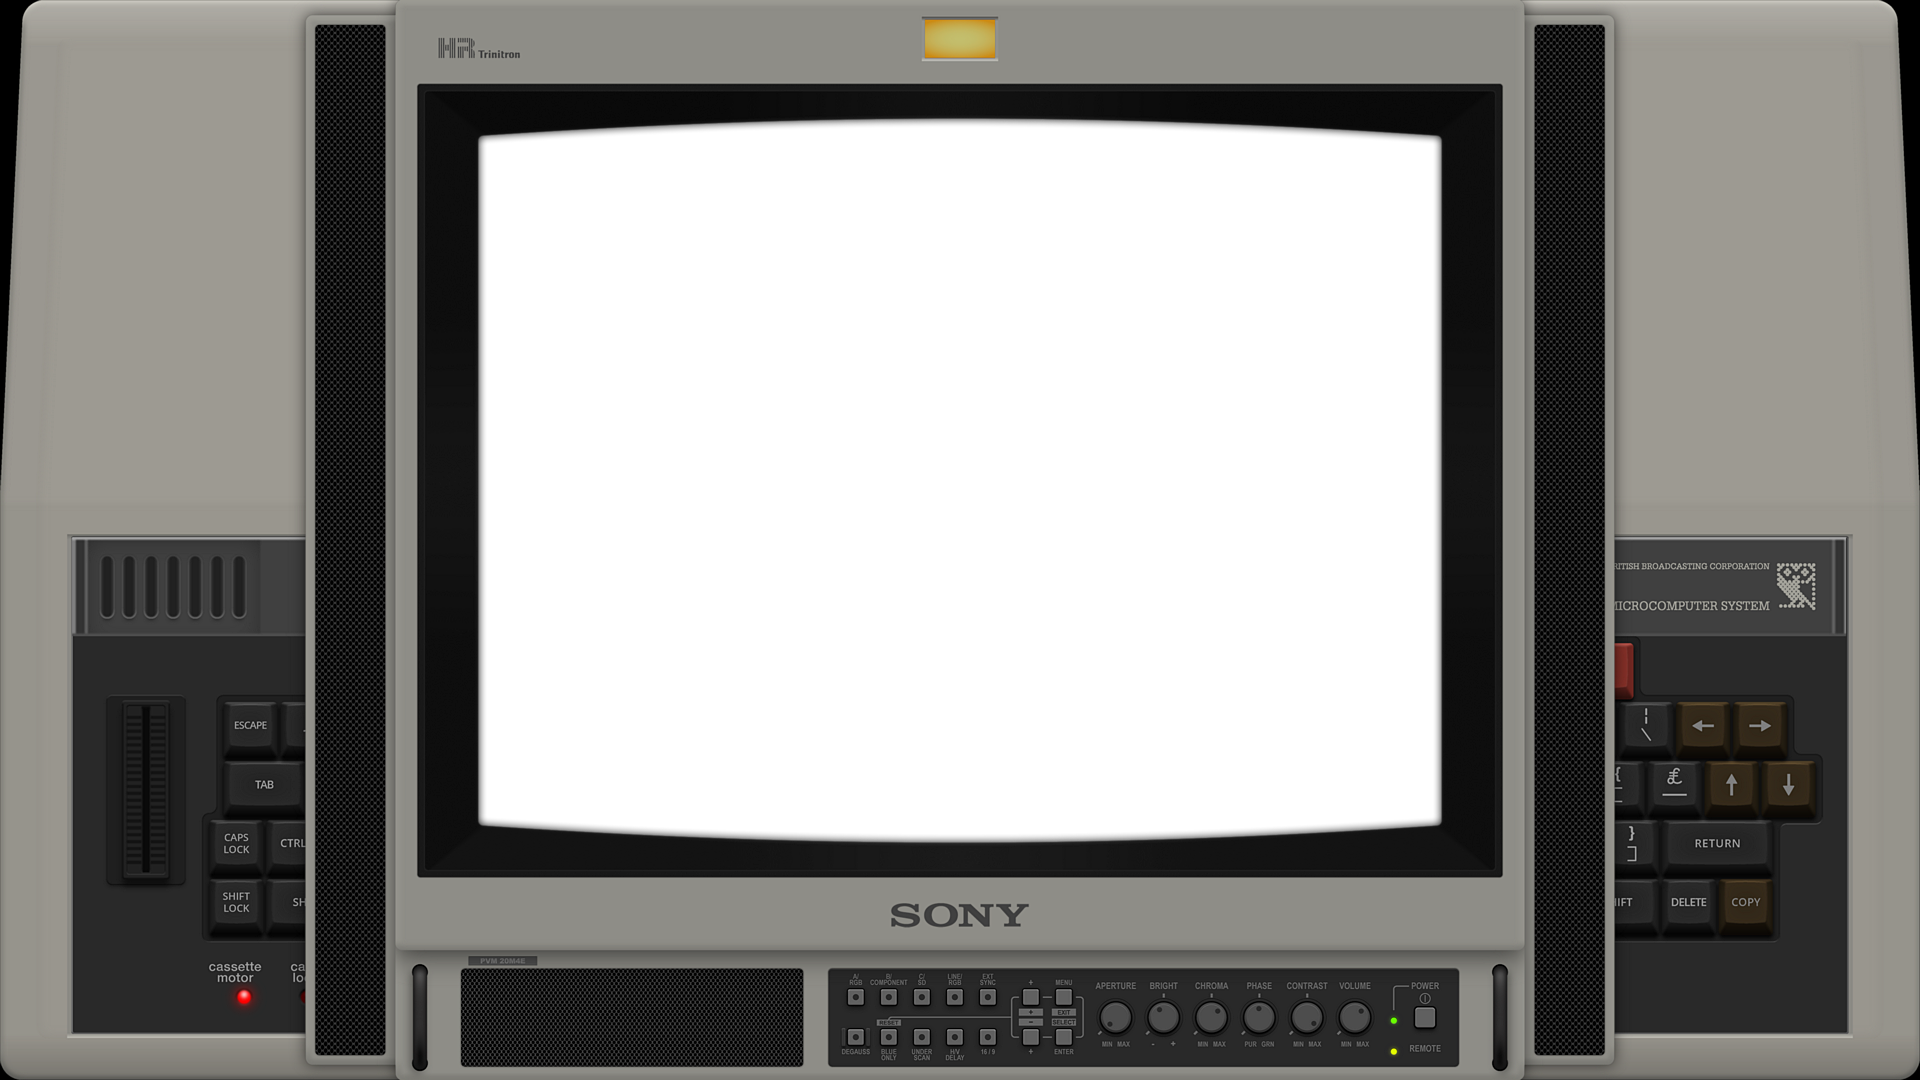 HR Trinitron
RITISH BROADCASTING CORPORATION
MICROCOMPUTER SYSTEM
ESCAPE
TAB
CAPS
LOCK
CTRL
SHIFT
LOCK
SH
cassette
motor
ca
lo
¦
\
←
→
{
£
↑
↓
}
]
RETURN
IFT
DELETE
COPY
SONY
PVM 20M4E
A/
RGB
B/
COMPONENT
C/
SD
LINE/
RGB
EXT
SYNC
+
MENU
RESET
+
EXIT
−
SELECT
DEGAUSS
BLUE
ONLY
UNDER
SCAN
H/V
DELAY
16 / 9
+
ENTER
APERTURE
MIN MAX
BRIGHT
- +
CHROMA
MIN MAX
PHASE
PUR GRN
CONTRAST
MIN MAX
VOLUME
MIN MAX
POWER
REMOTE